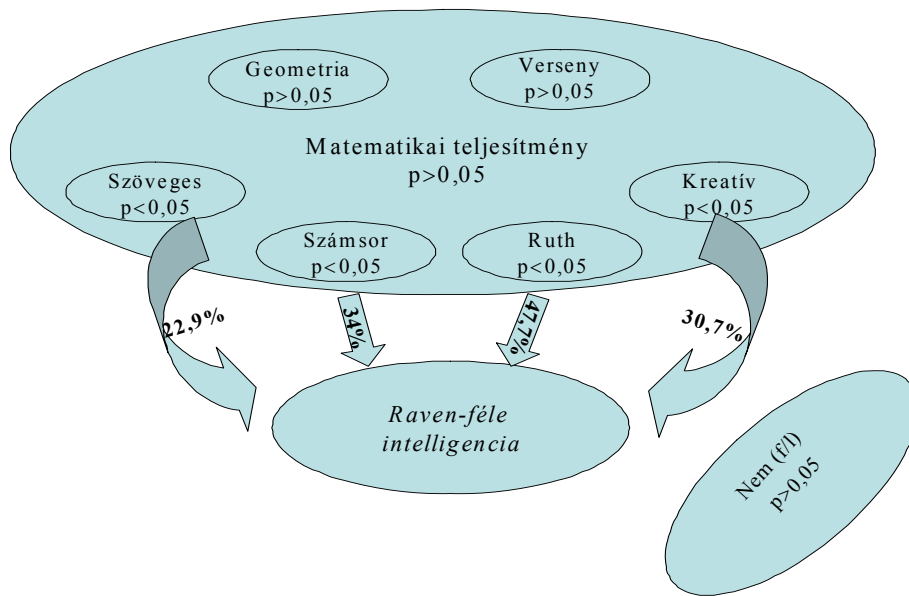 Geometria
p>0,05
Verseny
p>0,05
Matematikai teljesítmény
p>0,05
Szöveges
p<0,05
Kreatív
p<0,05
Számsor
p<0,05
Ruth
p<0,05
22,9%
34%
47,7%
30,7%
Raven-féle
intelligencia
Nem (f/l)
p>0,05